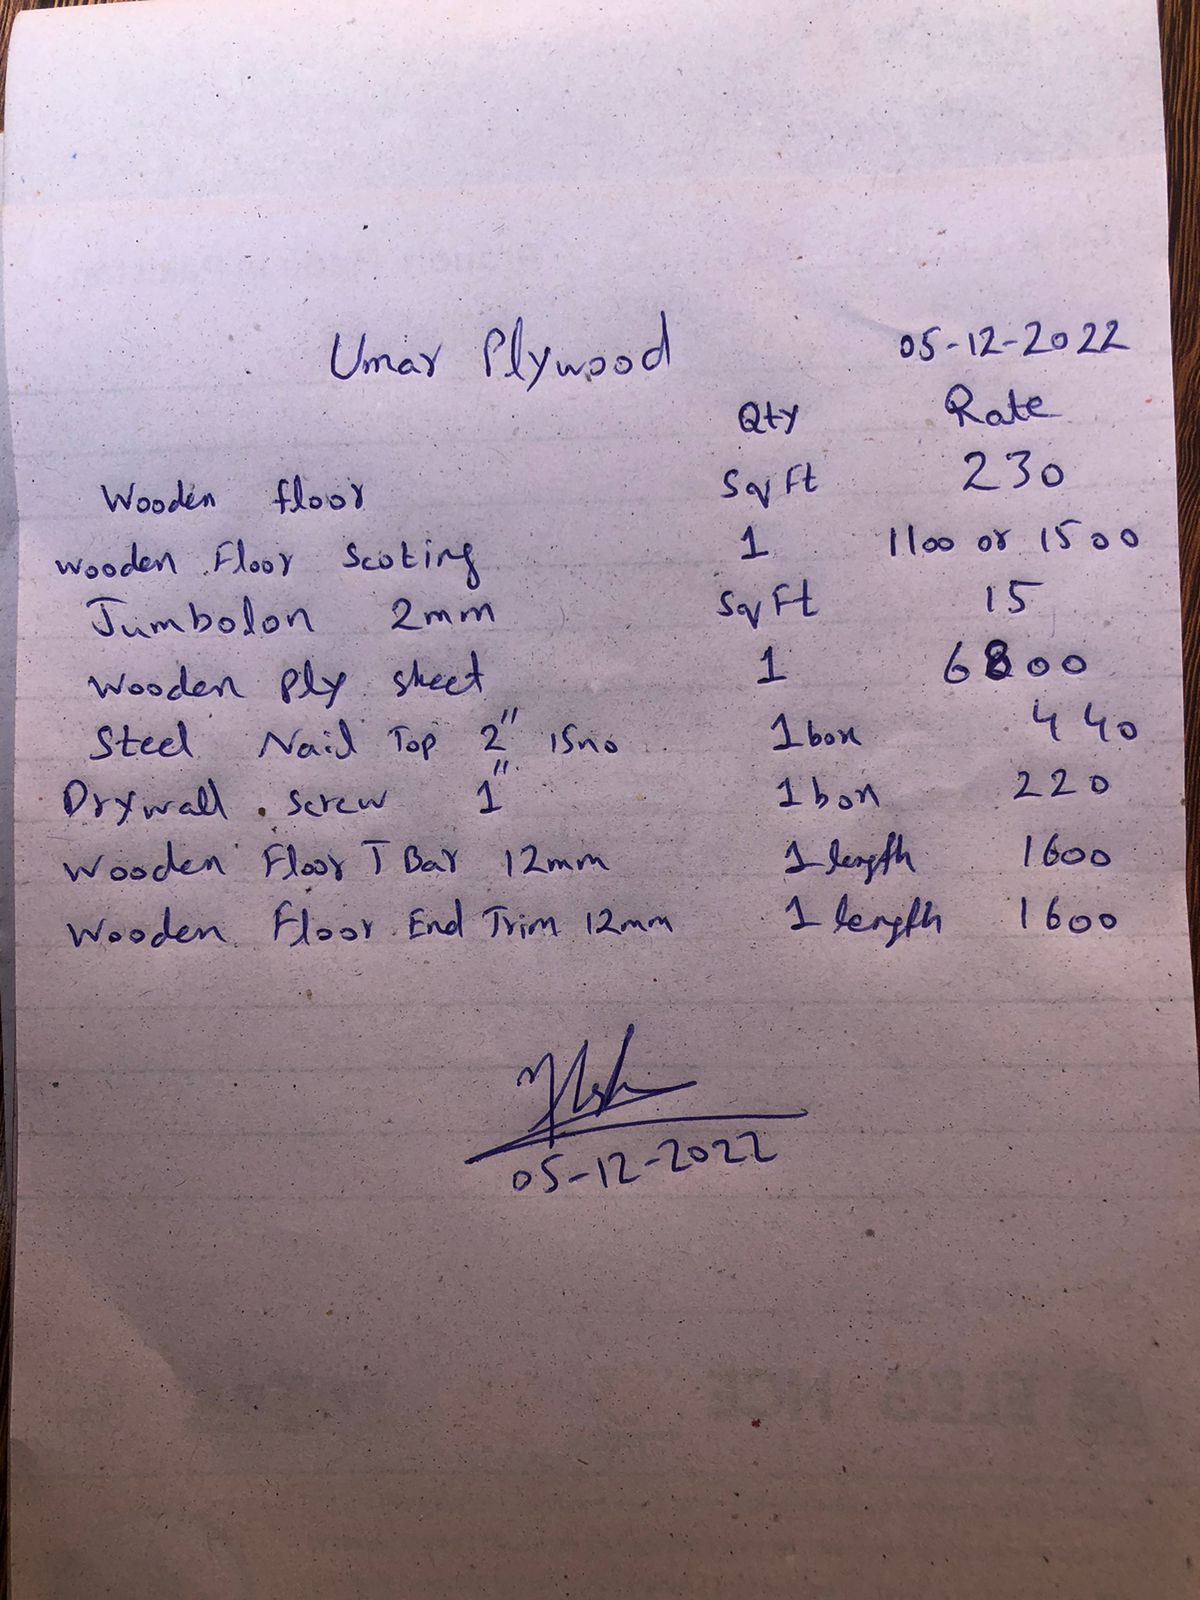 Umar Plywood 05-12-2022
Qty Rate
Wooden floor Sq Ft 230
Wooden Floor Scoting 1 1100 or 1500
Jumbolon 2mm Sq Ft 15
Wooden Ply sheet 1 6800
Steel Nail Top 2" 15no 1 box 440
Drywall screw 1" 1 box 220
Wooden Floor T Bar 12mm 1 length 1600
Wooden Floor End Trim 12mm 1 length 1600
05-12-2022